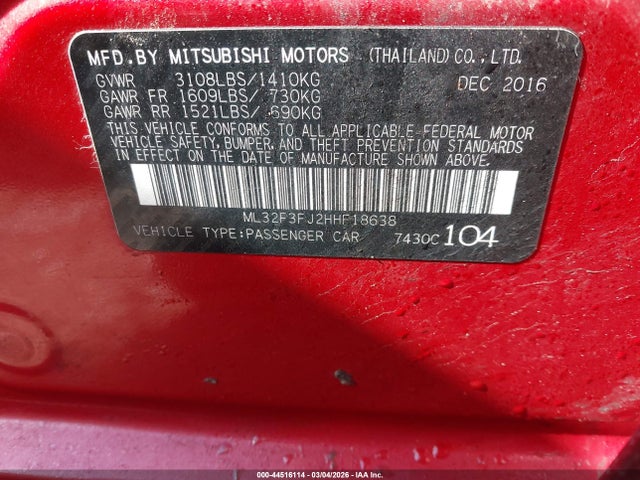 MFD.BY MITSUBISHI MOTORS (THAILAND) CO.,LTD.
GVWR 3108LBS/1410KG DEC 2016
GAWR FR 1609LBS/ 730KG
GAWR RR 1521LBS/ 690KG
THIS VEHICLE CONFORMS TO ALL APPLICABLE FEDERAL MOTOR
VEHICLE SAFETY, BUMPER, AND THEFT PREVENTION STANDARDS
IN EFFECT ON THE DATE OF MANUFACTURE SHOWN ABOVE.
ML32F3FJ2HHF18638
VEHICLE TYPE:PASSENGER CAR 7430C 104
000-44516114 - 03/04/2026 - IAA Inc.